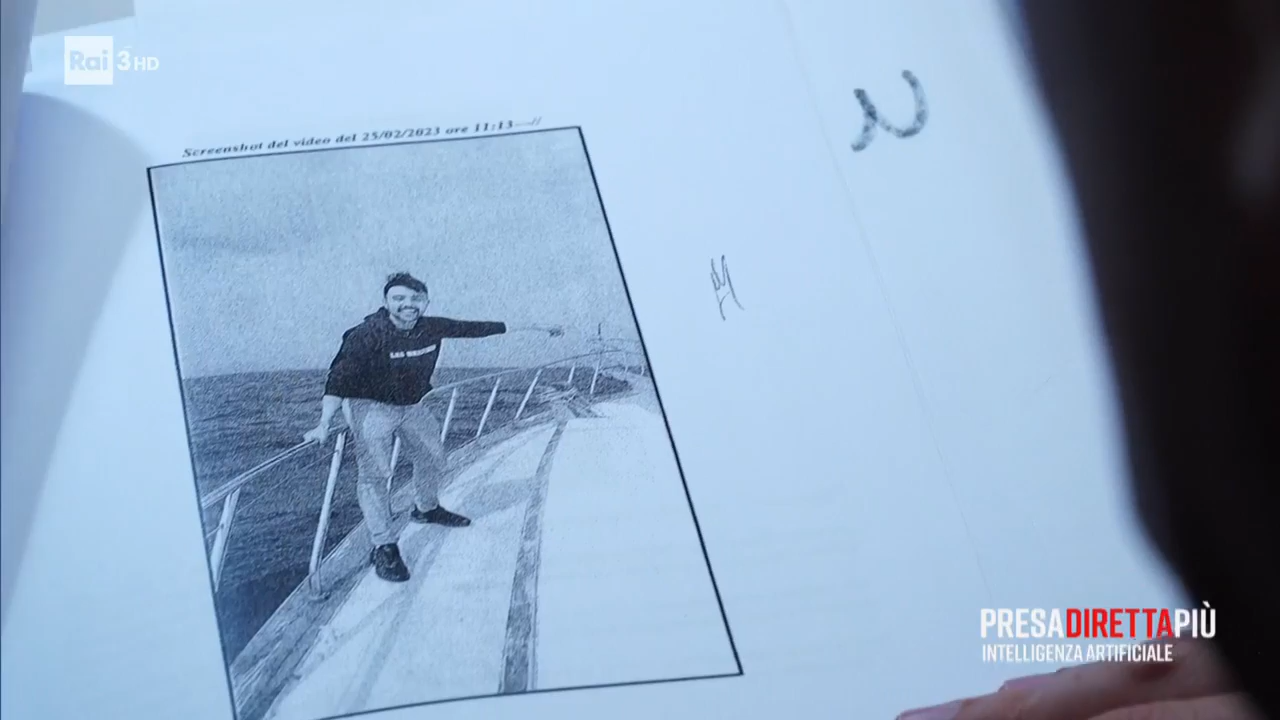 Rai 3 HD
Screenshot del video del 25/02/2023 ore 11:13---//
PRESADIRETTAPIÙ
INTELLIGENZA ARTIFICIALE